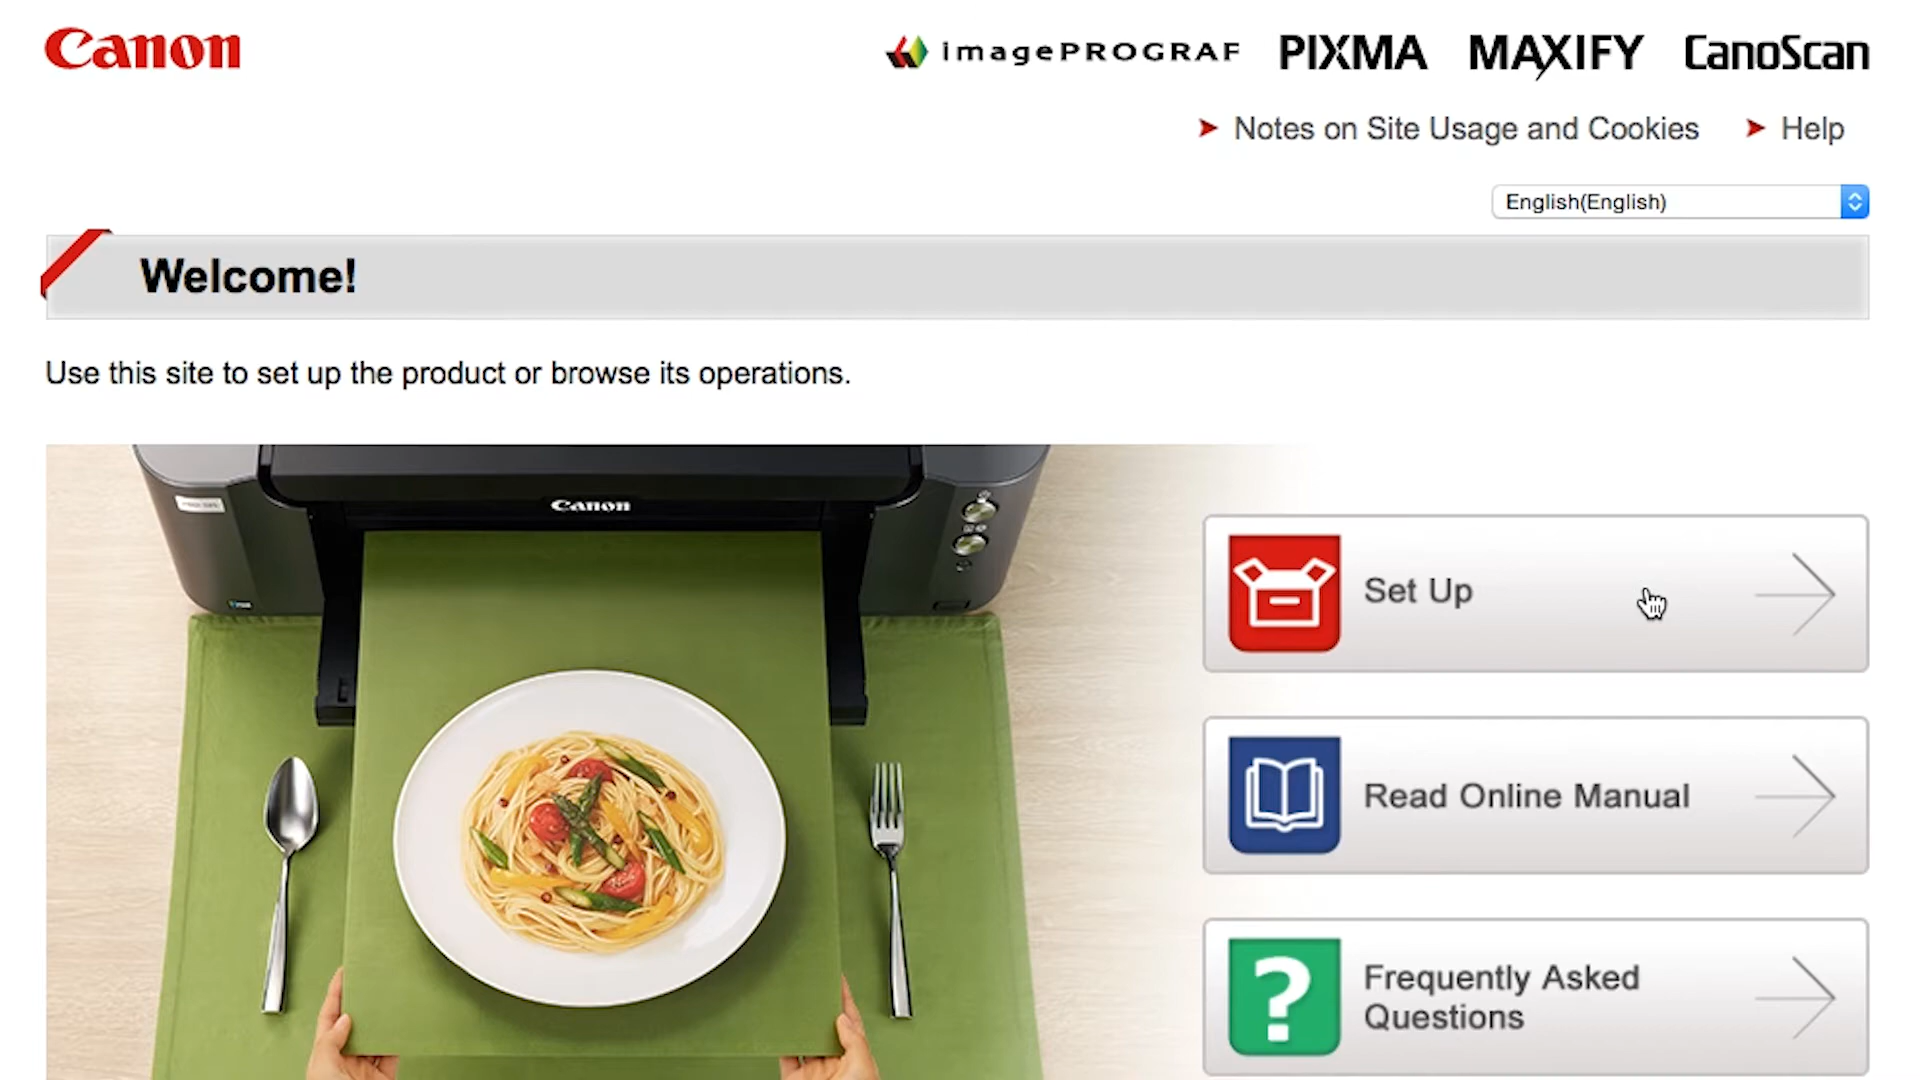 Canon
imagePROGRAF PIXMA MAXIFY CanoScan
Notes on Site Usage and Cookies Help
English(English)
Welcome!
Use this site to set up the product or browse its operations.
Canon
Set Up
Read Online Manual
Frequently Asked
Questions